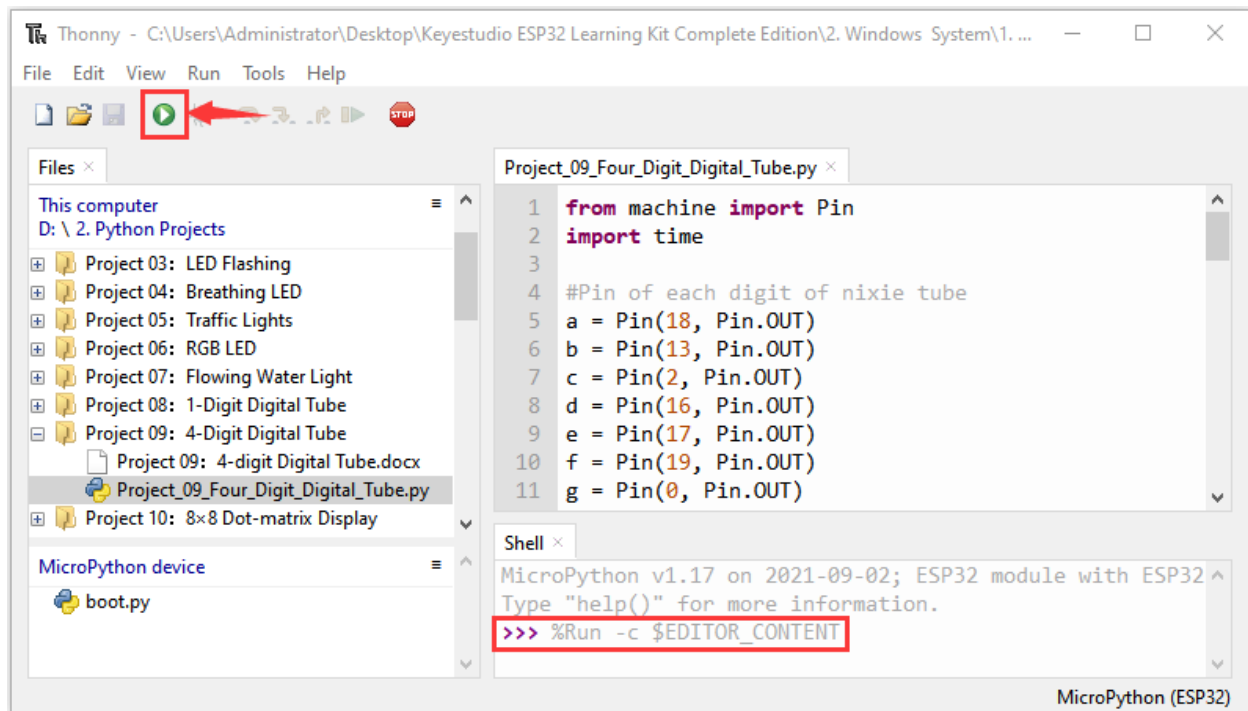 Thonny - C:\Users\Administrator\Desktop\Keyestudio ESP32 Learning Kit Complete Edition\2. Windows System\1. ...
File Edit View Run Tools Help
STOP
Files
This computer
D: \ 2. Python Projects
Project 03: LED Flashing
Project 04: Breathing LED
Project 05: Traffic Lights
Project 06: RGB LED
Project 07: Flowing Water Light
Project 08: 1-Digit Digital Tube
Project 09: 4-Digit Digital Tube
Project 09: 4-digit Digital Tube.docx
Project_09_Four_Digit_Digital_Tube.py
Project 10: 8×8 Dot-matrix Display
MicroPython device
boot.py
Project_09_Four_Digit_Digital_Tube.py
1 from machine import Pin
2 import time
3
4 #Pin of each digit of nixie tube
5 a = Pin(18, Pin.OUT)
6 b = Pin(13, Pin.OUT)
7 c = Pin(2, Pin.OUT)
8 d = Pin(16, Pin.OUT)
9 e = Pin(17, Pin.OUT)
10 f = Pin(19, Pin.OUT)
11 g = Pin(0, Pin.OUT)
Shell
MicroPython v1.17 on 2021-09-02; ESP32 module with ESP32
Type "help()" for more information.
>>> %Run -c $EDITOR_CONTENT
MicroPython (ESP32)